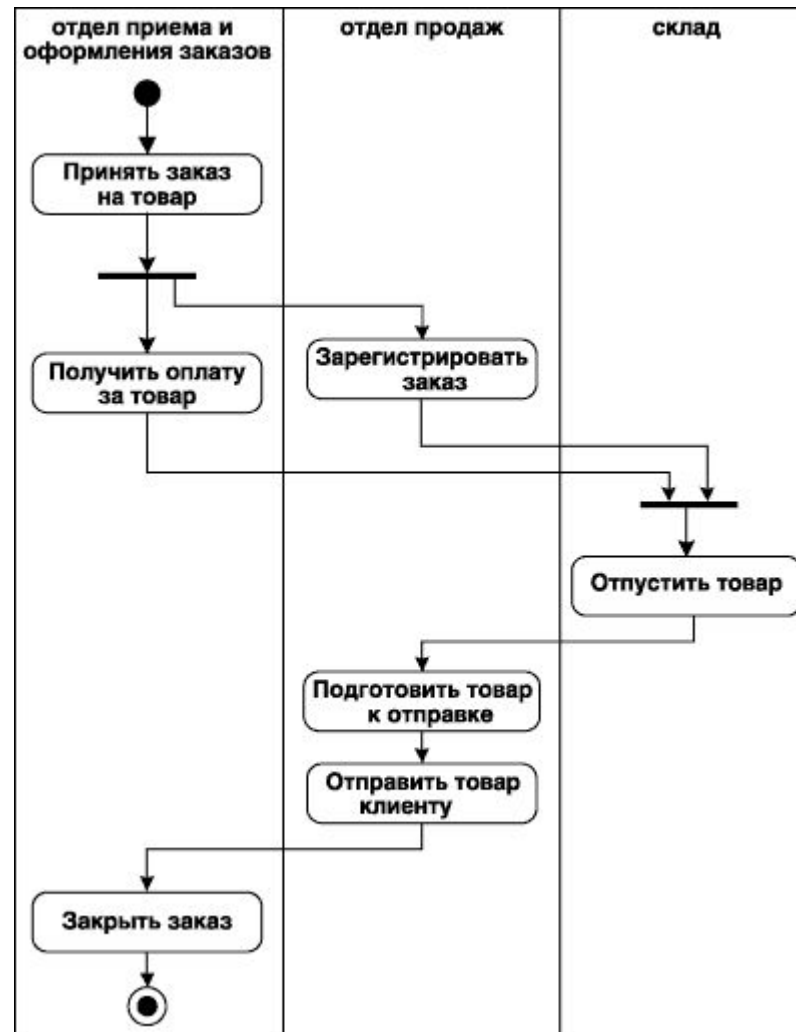 отдел приема и
оформления заказов
отдел продаж
склад
Принять заказ
на товар
Получить оплату
за товар
Зарегистрировать
заказ
Отпустить товар
Подготовить товар
к отправке
Отправить товар
клиенту
Закрыть заказ